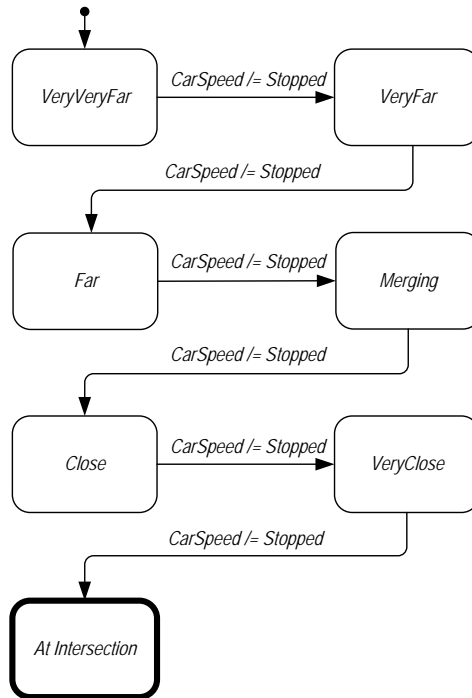 VeryVeryFar
CarSpeed /= Stopped
VeryFar
CarSpeed /= Stopped
Far
CarSpeed /= Stopped
Merging
CarSpeed /= Stopped
Close
CarSpeed /= Stopped
VeryClose
CarSpeed /= Stopped
At Intersection